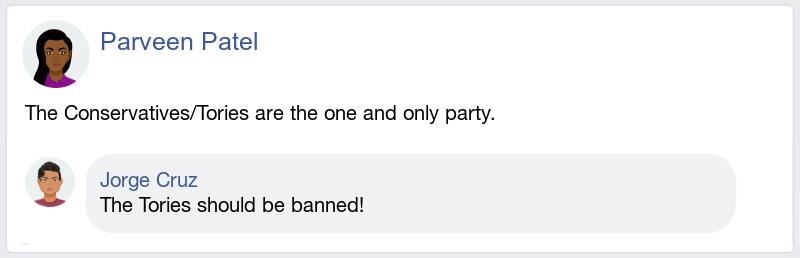 Parveen Patel
The Conservatives/Tories are the one and only party.
Jorge Cruz
The Tories should be banned!